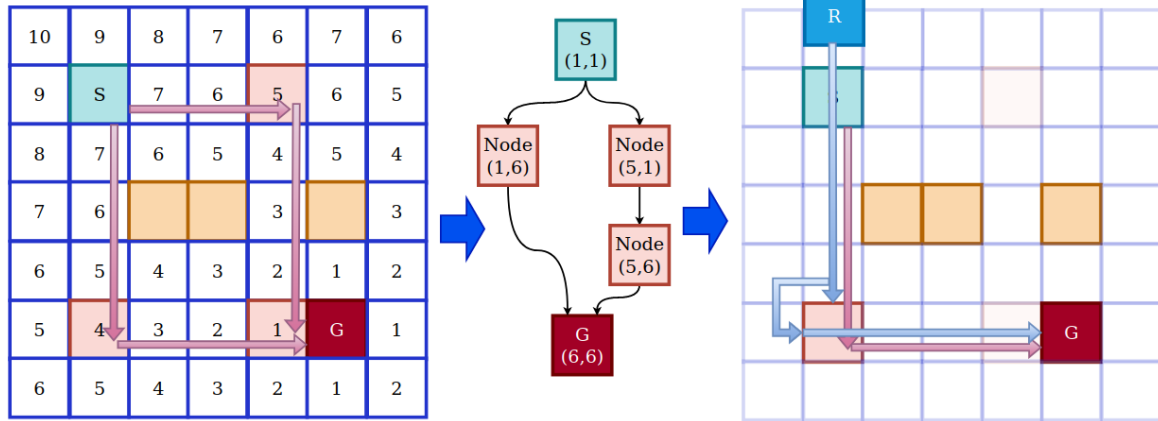 10 9 8 7 6 7 6
9 S 7 6 5 6 5
8 7 6 5 4 5 4
7 6 3 3
6 5 4 3 2 1 2
5 4 3 2 1 G 1
6 5 4 3 2 1 2
S
(1,1)
Node
(1,6)
Node
(5,1)
Node
(5,6)
G
(6,6)
R
G